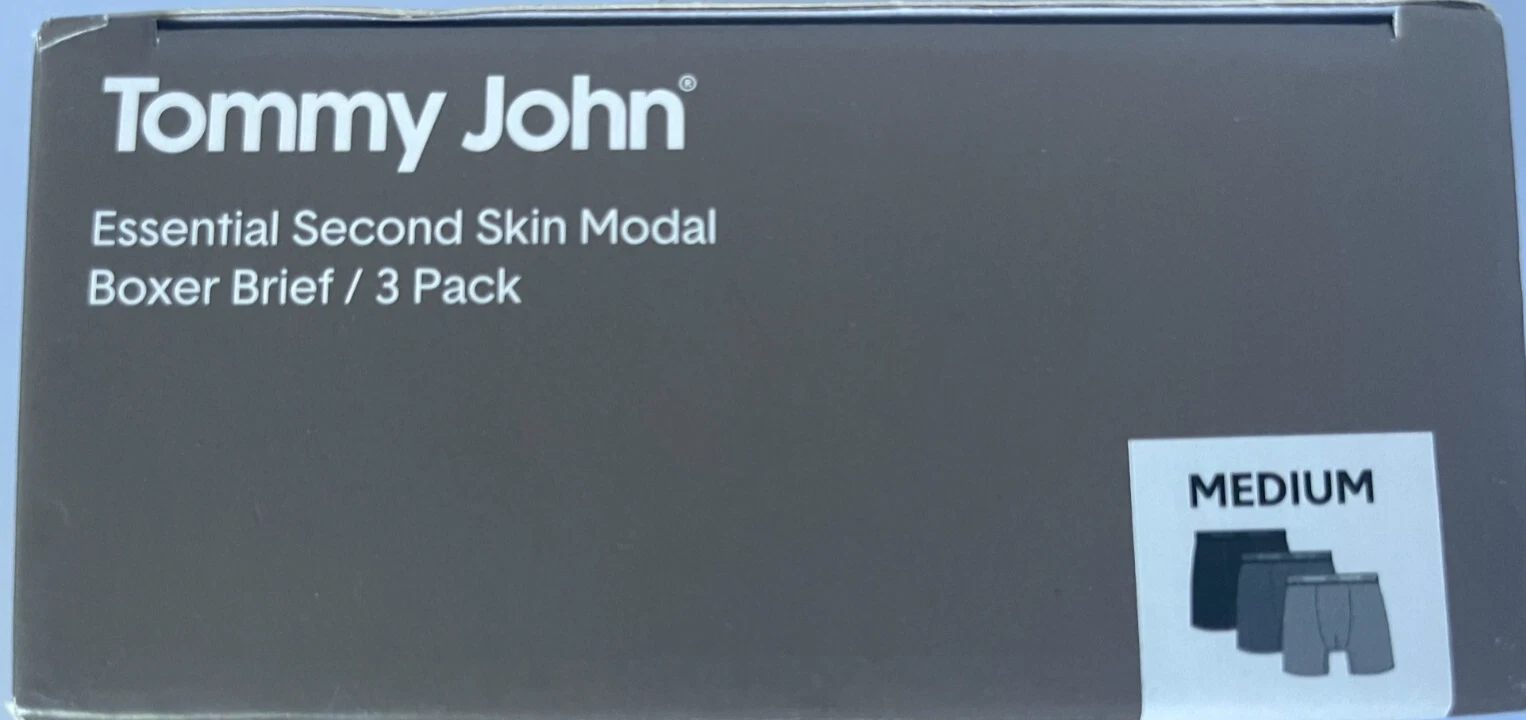 Tommy John®
Essential Second Skin Modal
Boxer Brief / 3 Pack
MEDIUM